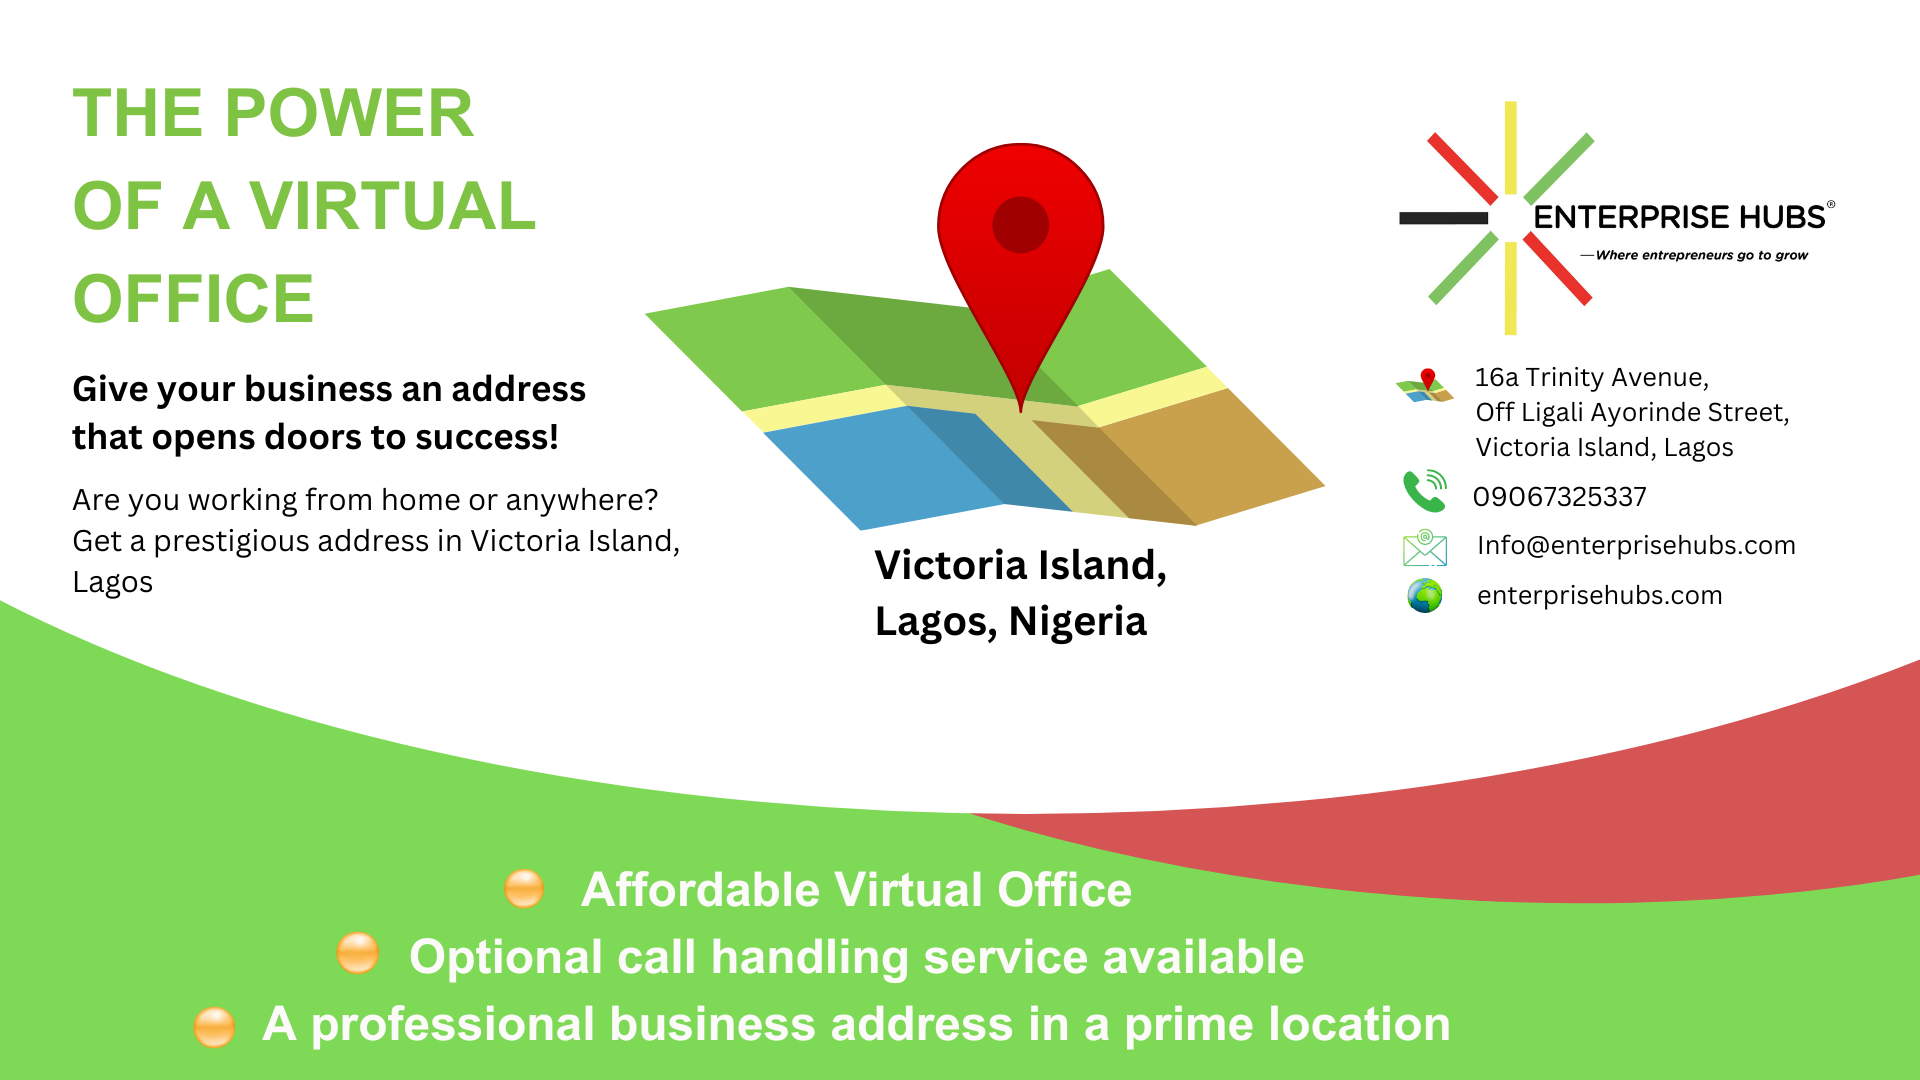 THE POWER
OF A VIRTUAL
OFFICE
Give your business an address
that opens doors to success!
Are you working from home or anywhere?
Get a prestigious address in Victoria Island,
Lagos
Victoria Island,
Lagos, Nigeria
ENTERPRISE HUBS®
—Where entrepreneurs go to grow
16a Trinity Avenue,
Off Ligali Ayorinde Street,
Victoria Island, Lagos
09067325337
Info@enterprisehubs.com
enterprisehubs.com
Affordable Virtual Office
Optional call handling service available
A professional business address in a prime location